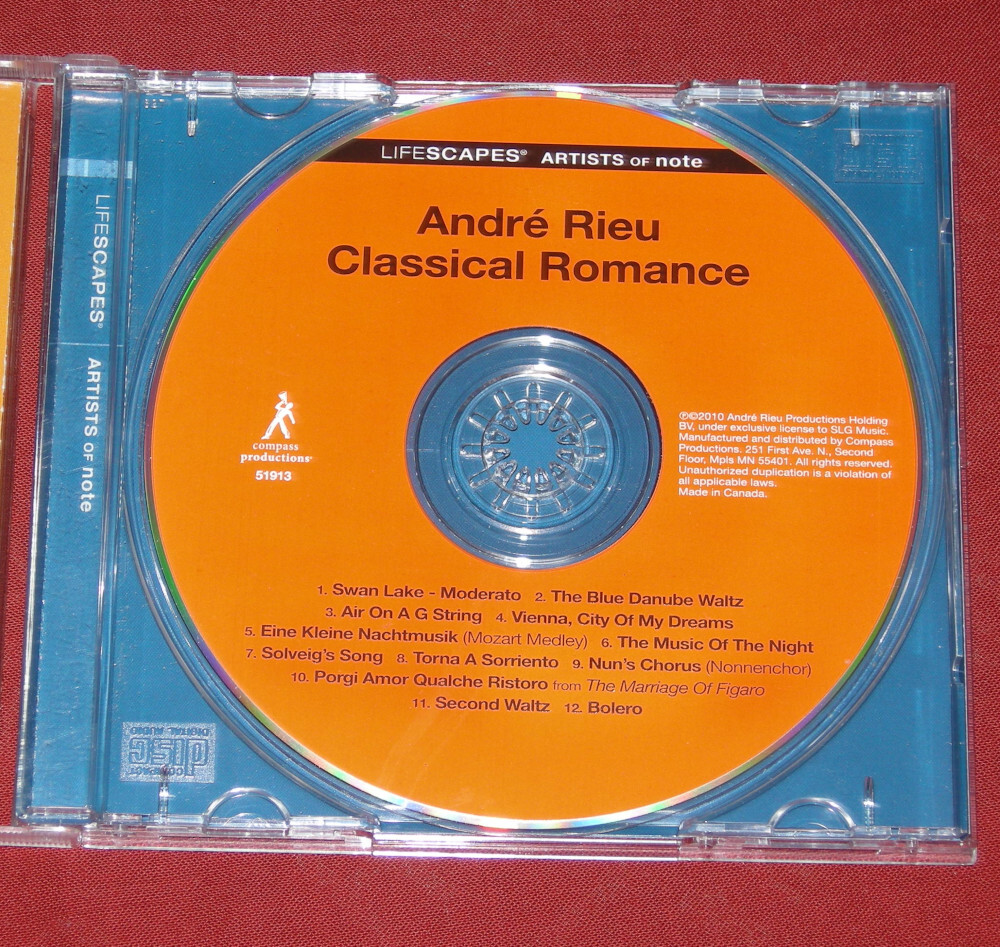 LIFESCAPES® ARTISTS OF note
André Rieu
Classical Romance
LIFESCAPES® ARTISTS OF note
compass
productions®
51913
℗©2010 André Rieu Productions Holding
BV, under exclusive license to SLG Music.
Manufactured and distributed by Compass
Productions. 251 First Ave. N., Second
Floor, Mpls MN 55401. All rights reserved.
Unauthorized duplication is a violation of
all applicable laws.
Made in Canada.
1. Swan Lake - Moderato 2. The Blue Danube Waltz
3. Air On A G String 4. Vienna, City Of My Dreams
5. Eine Kleine Nachtmusik (Mozart Medley) 6. The Music Of The Night
7. Solveig's Song 8. Torna A Sorriento 9. Nun's Chorus (Nonnenchor)
10. Porgi Amor Qualche Ristoro from The Marriage Of Figaro
11. Second Waltz 12. Bolero
COMPACT
disc
DIGITAL AUDIO